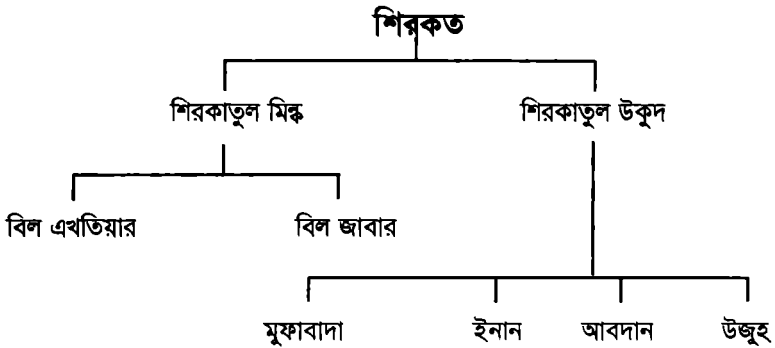 শিরকত
শিরকাতুল মিল্ক শিরকাতুল উকুদ
বিল এখতিয়ার বিল জাবার
মুফাবাদা ইনান আবদান উজুহ